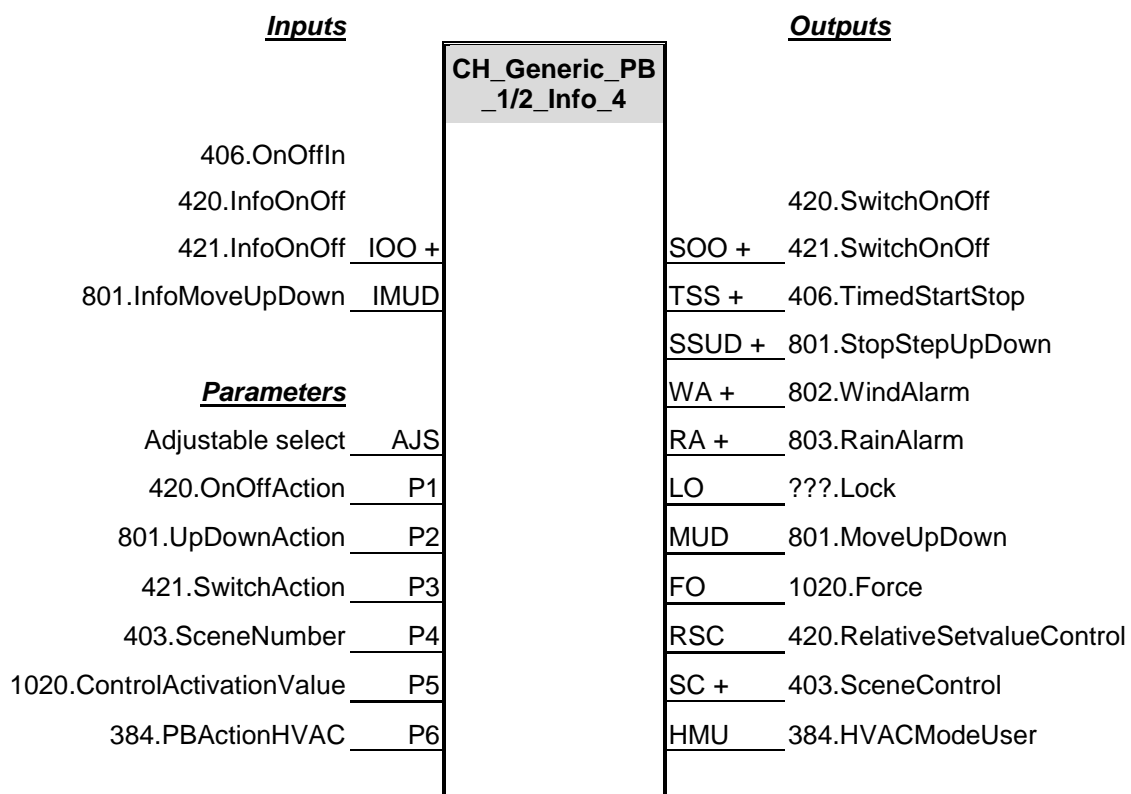 Inputs
Outputs
CH_Generic_PB
_1/2_Info_4
406.OnOffIn
420.InfoOnOff
420.SwitchOnOff
421.InfoOnOff IOO +
SOO + 421.SwitchOnOff
801.InfoMoveUpDown IMUD
TSS + 406.TimedStartStop
SSUD + 801.StopStepUpDown
Parameters
WA + 802.WindAlarm
Adjustable select AJS
RA + 803.RainAlarm
420.OnOffAction P1
LO ???.Lock
801.UpDownAction P2
MUD 801.MoveUpDown
421.SwitchAction P3
FO 1020.Force
403.SceneNumber P4
RSC 420.RelativeSetvalueControl
1020.ControlActivationValue P5
SC + 403.SceneControl
384.PBActionHVAC P6
HMU 384.HVACModeUser